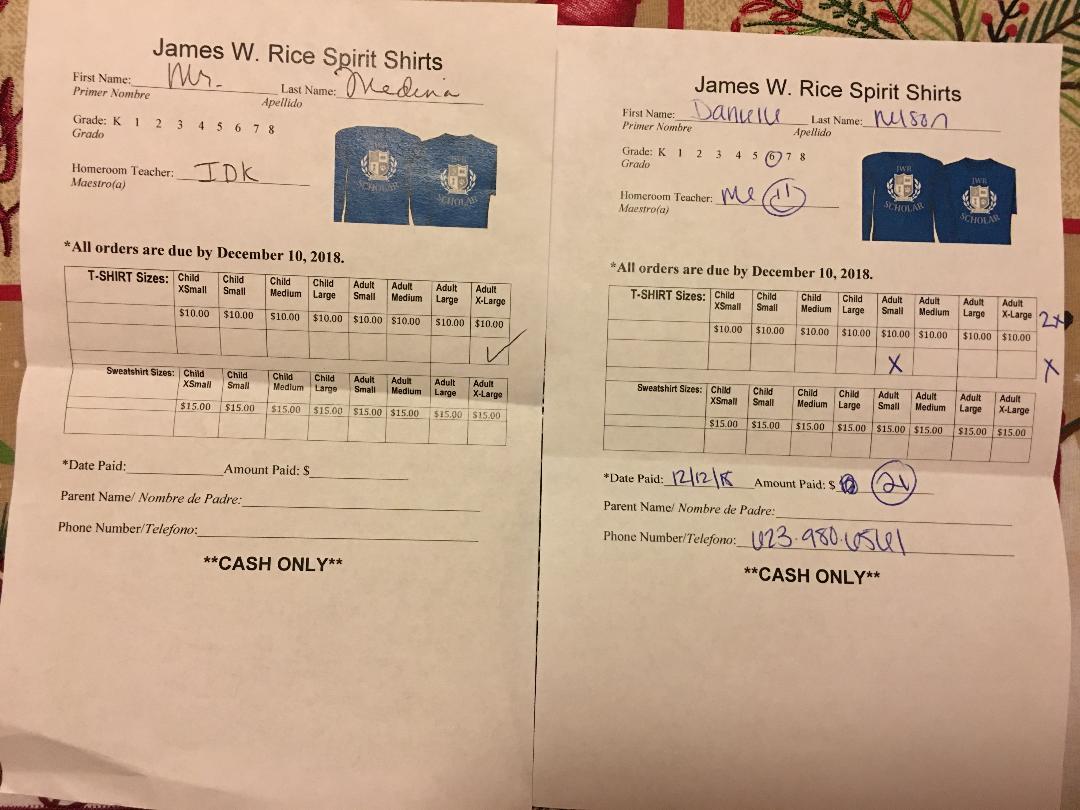 James W. Rice Spirit Shirts
First Name: Mr. Last Name: Medina
Primer Nombre Apellido
Grade: K 1 2 3 4 5 6 7 8
Grado
Homeroom Teacher: IDK
Maestro(a)
SCHOLAR SCHOLAR
*All orders are due by December 10, 2018.
T-SHIRT Sizes: Child XSmall Child Small Child Medium Child Large Adult Small Adult Medium Adult Large Adult X-Large
$10.00 $10.00 $10.00 $10.00 $10.00 $10.00 $10.00 $10.00
✓
Sweatshirt Sizes: Child XSmall Child Small Child Medium Child Large Adult Small Adult Medium Adult Large Adult X-Large
$15.00 $15.00 $15.00 $15.00 $15.00 $15.00 $15.00 $15.00
*Date Paid: Amount Paid: $
Parent Name/ Nombre de Padre:
Phone Number/Telefono:
**CASH ONLY**
James W. Rice Spirit Shirts
First Name: Danielle Last Name: Nelson
Primer Nombre Apellido
Grade: K 1 2 3 4 5 6 7 8
Grado
Homeroom Teacher: Me
Maestro(a)
JWR JWR
SCHOLAR SCHOLAR
*All orders are due by December 10, 2018.
T-SHIRT Sizes: Child XSmall Child Small Child Medium Child Large Adult Small Adult Medium Adult Large Adult X-Large 2x
$10.00 $10.00 $10.00 $10.00 $10.00 $10.00 $10.00 $10.00
X X
Sweatshirt Sizes: Child XSmall Child Small Child Medium Child Large Adult Small Adult Medium Adult Large Adult X-Large
$15.00 $15.00 $15.00 $15.00 $15.00 $15.00 $15.00 $15.00
*Date Paid: 12/12/18 Amount Paid: $
Parent Name/ Nombre de Padre:
Phone Number/Telefono: 623.980.6561
**CASH ONLY**